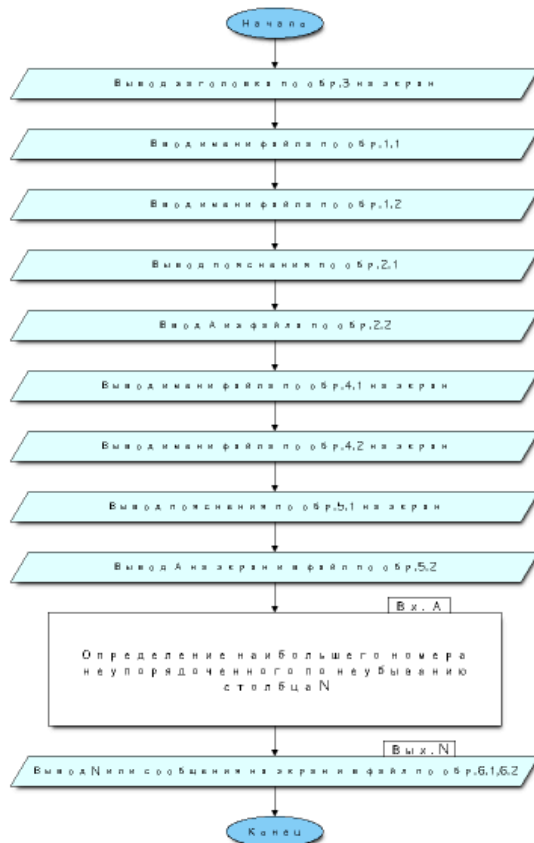 Начало
Вывод заголовка по обр.3 на экран
Ввод имени файла по обр.1.1
Ввод имени файла по обр.1.2
Вывод пояснения по обр.2.1
Ввод A из файла по обр.2.2
Вывод имени файла по обр.4.1 на экран
Вывод имени файла по обр.4.2 на экран
Вывод пояснения по обр.5.1 на экран
Вывод A на экран и в файл по обр.5.2
Вх. A
Определение наибольшего номера
неупорядоченного по неубыванию
столбца N
Вых. N
Вывод N или сообщения на экран и в файл по обр.6.1,6.2
Конец